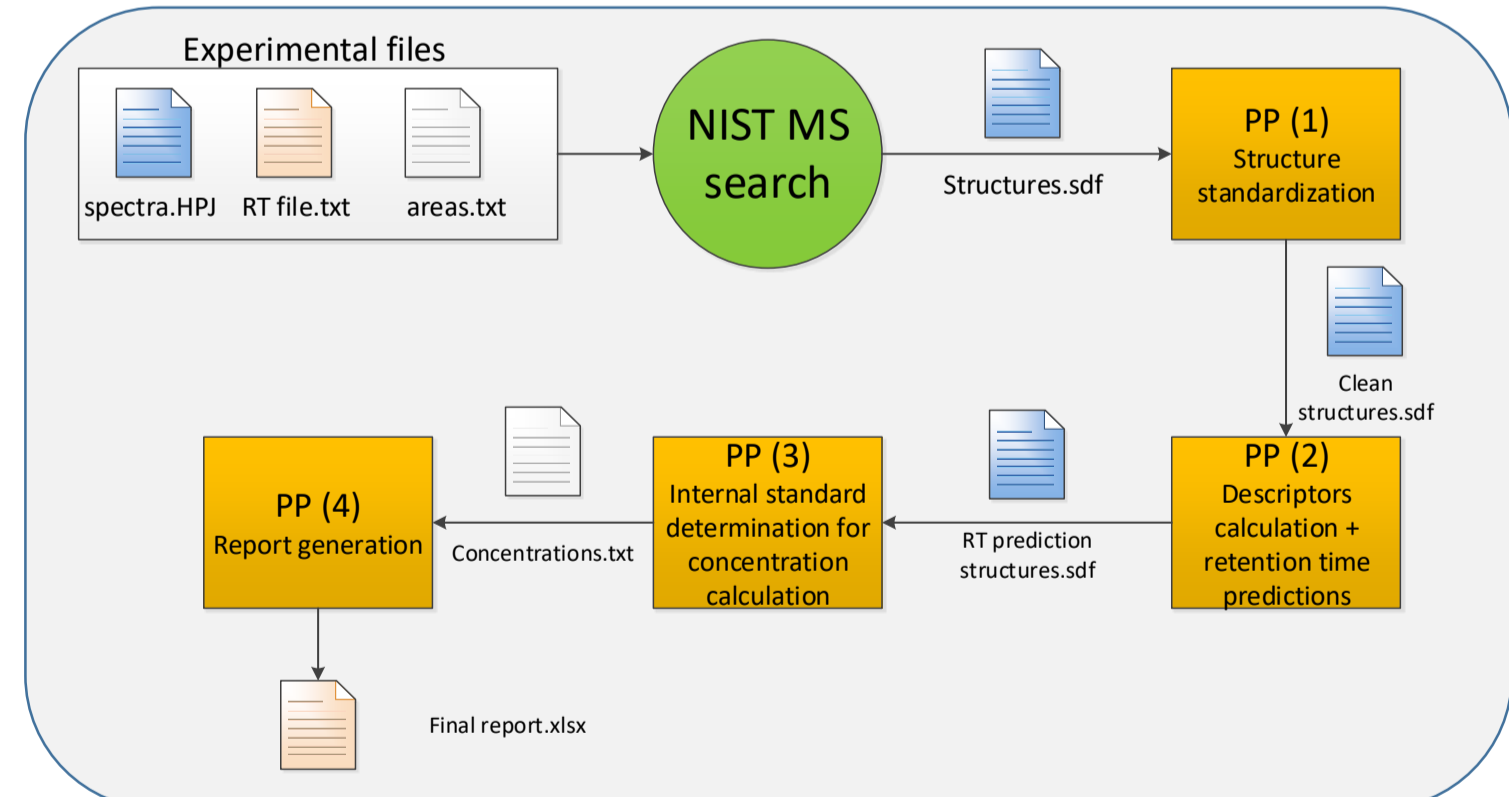 Experimental files
spectra.HPJ
RT file.txt
areas.txt
NIST MS
search
Structures.sdf
PP (1)
Structure
standardization
Clean
structures.sdf
PP (2)
Descriptors
calculation +
retention time
predictions
RT prediction
structures.sdf
PP (3)
Internal standard
determination for
concentration
calculation
Concentrations.txt
PP (4)
Report generation
Final report.xlsx